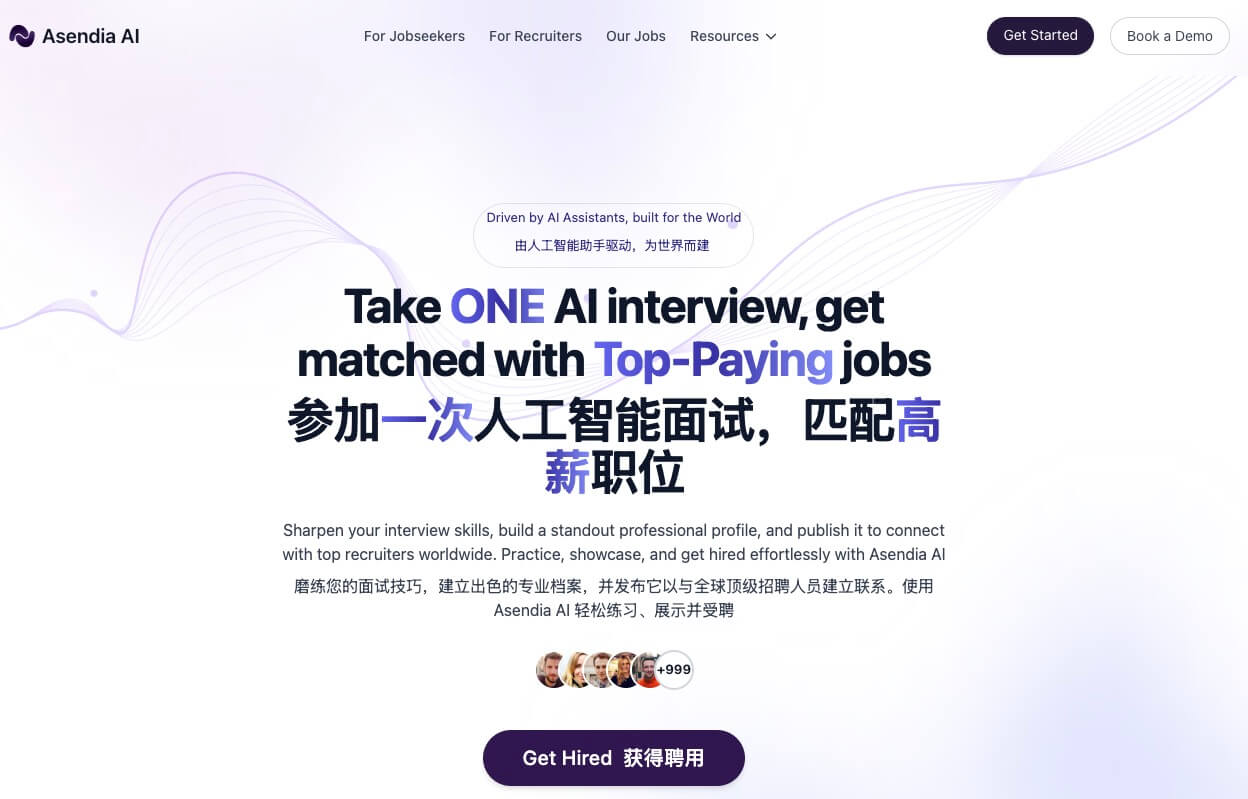 Asendia AI
For Jobseekers
For Recruiters
Our Jobs
Resources
Get Started
Book a Demo
Driven by AI Assistants, built for the World
由人工智能助手驱动，为世界而建
Take ONE AI interview, get
matched with Top-Paying jobs
参加一次人工智能面试，匹配高
薪职位
Sharpen your interview skills, build a standout professional profile, and publish it to connect
with top recruiters worldwide. Practice, showcase, and get hired effortlessly with Asendia AI
磨练您的面试技巧，建立出色的专业档案，并发布它以与全球顶级招聘人员建立联系。使用
Asendia AI 轻松练习、展示并受聘
+999
Get Hired 获得聘用